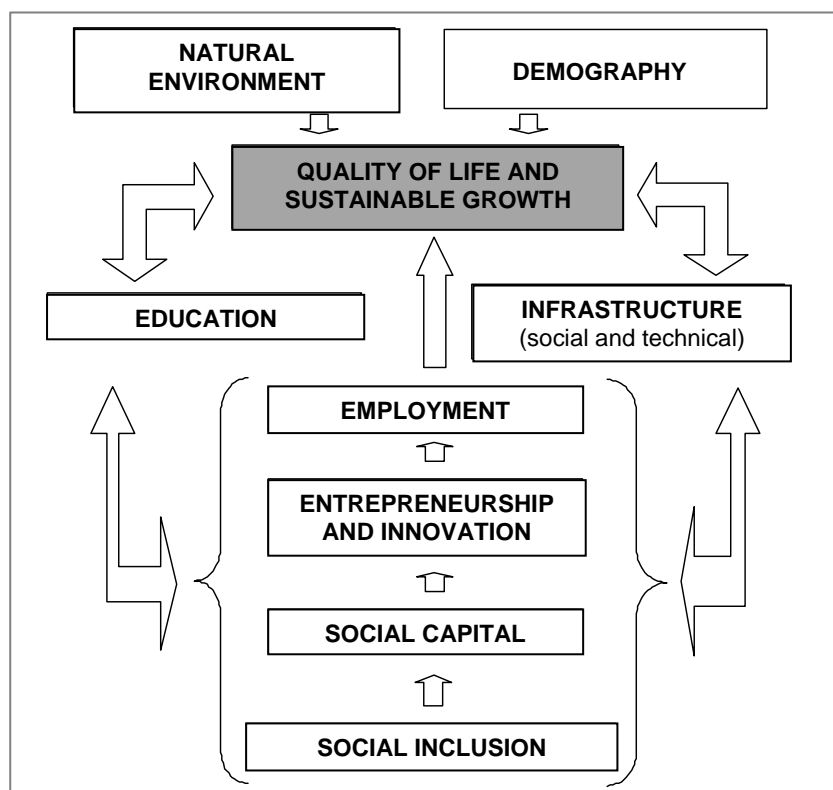 NATURAL
ENVIRONMENT
DEMOGRAPHY
QUALITY OF LIFE AND
SUSTAINABLE GROWTH
EDUCATION
INFRASTRUCTURE
(social and technical)
EMPLOYMENT
ENTREPRENEURSHIP
AND INNOVATION
SOCIAL CAPITAL
SOCIAL INCLUSION